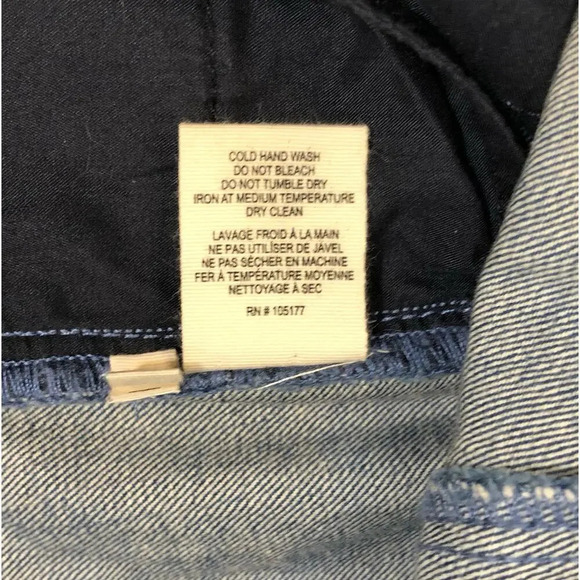 COLD HAND WASH
DO NOT BLEACH
DO NOT TUMBLE DRY
IRON AT MEDIUM TEMPERATURE
DRY CLEAN
LAVAGE FROID À LA MAIN
NE PAS UTILISER DE JAVEL
NE PAS SÉCHER EN MACHINE
FER À TEMPÉRATURE MOYENNE
NETTOYAGE À SEC
RN # 105177